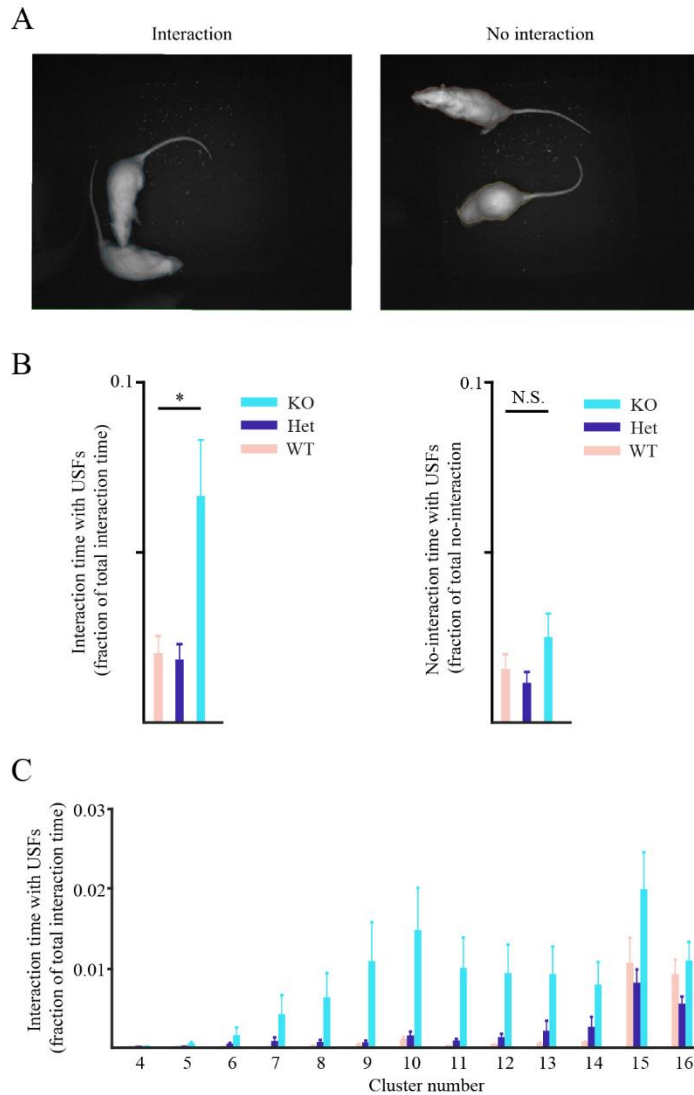 A
Interaction
No interaction
B
0.1
Interaction time with USFs
(fraction of total interaction time)
*
KO
Het
WT
0.1
No-interaction time with USFs
(fraction of total no-interaction
N.S.
KO
Het
WT
C
Interaction time with USFs
(fraction of total interaction time)
0.03
0.02
0.01
4 5 6 7 8 9 10 11 12 13 14 15 16
Cluster number